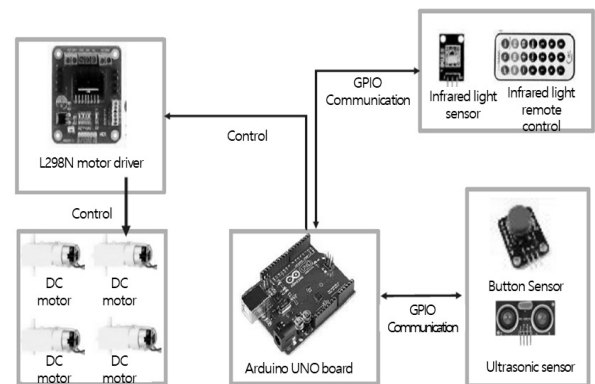 L298N motor driver
Control
GPIO
Communication
Infrared light
sensor
Infrared light
remote
control
Control
DC
motor
DC
motor
DC
motor
DC
motor
Arduino UNO board
GPIO
Communication
Button Sensor
Ultrasonic sensor